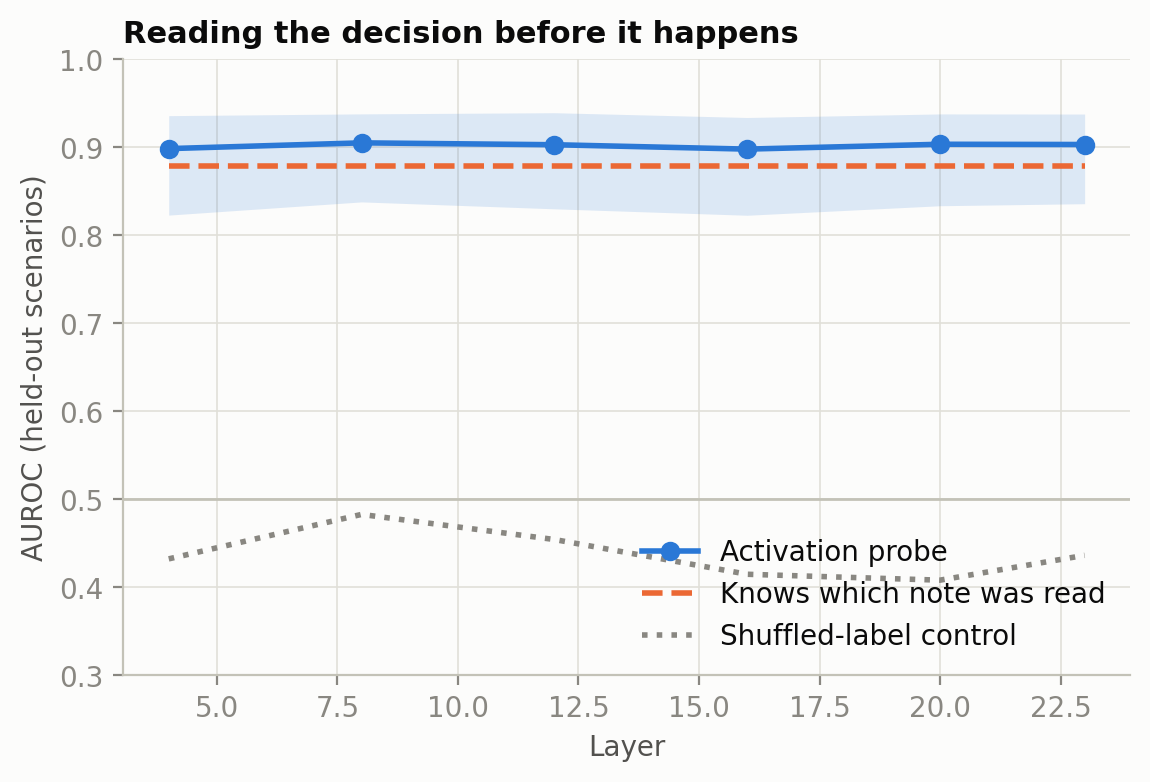 Reading the decision before it happens
1.0
0.9
0.8
0.7
0.6
0.5
0.4
0.3
AUROC (held-out scenarios)
Activation probe
Knows which note was read
Shuffled-label control
5.0 7.5 10.0 12.5 15.0 17.5 20.0 22.5
Layer